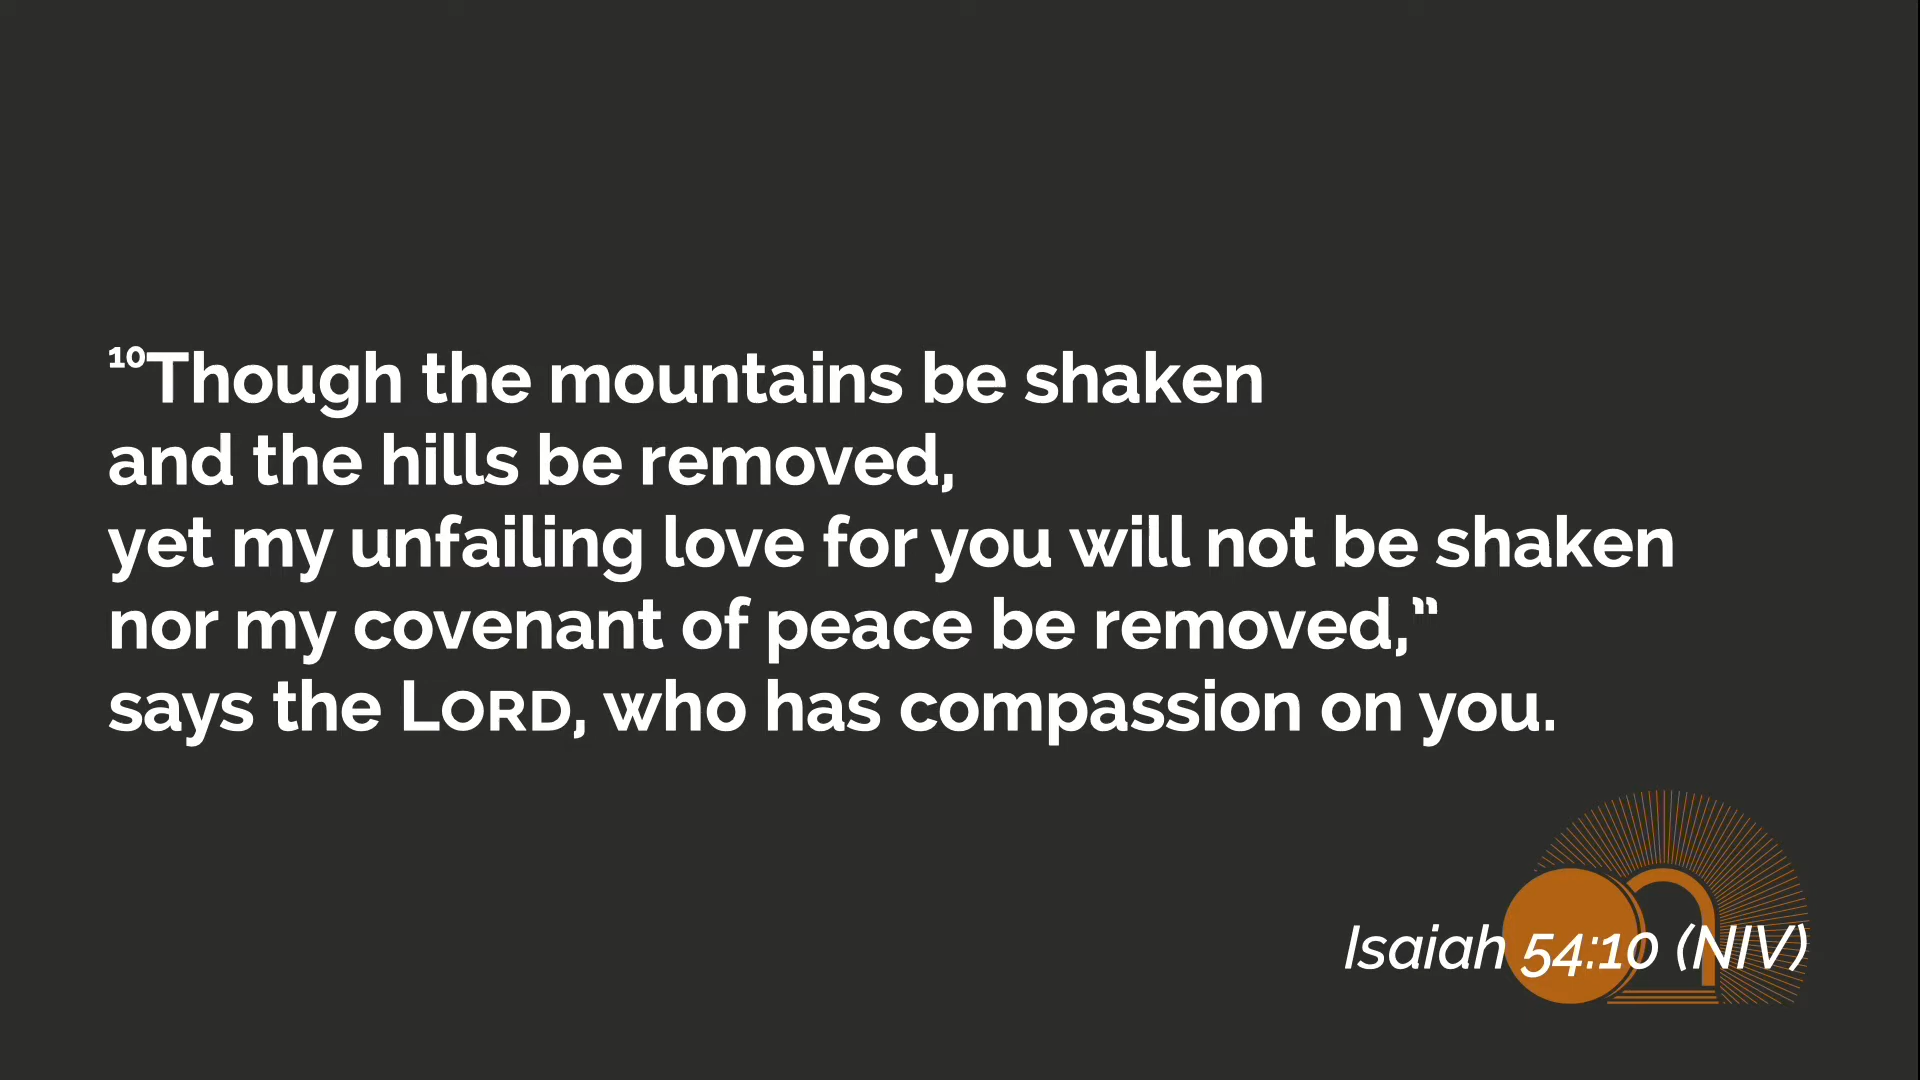 ¹⁰Though the mountains be shaken
and the hills be removed,
yet my unfailing love for you will not be shaken
nor my covenant of peace be removed,”
says the LORD, who has compassion on you.
Isaiah 54:10 (NIV)